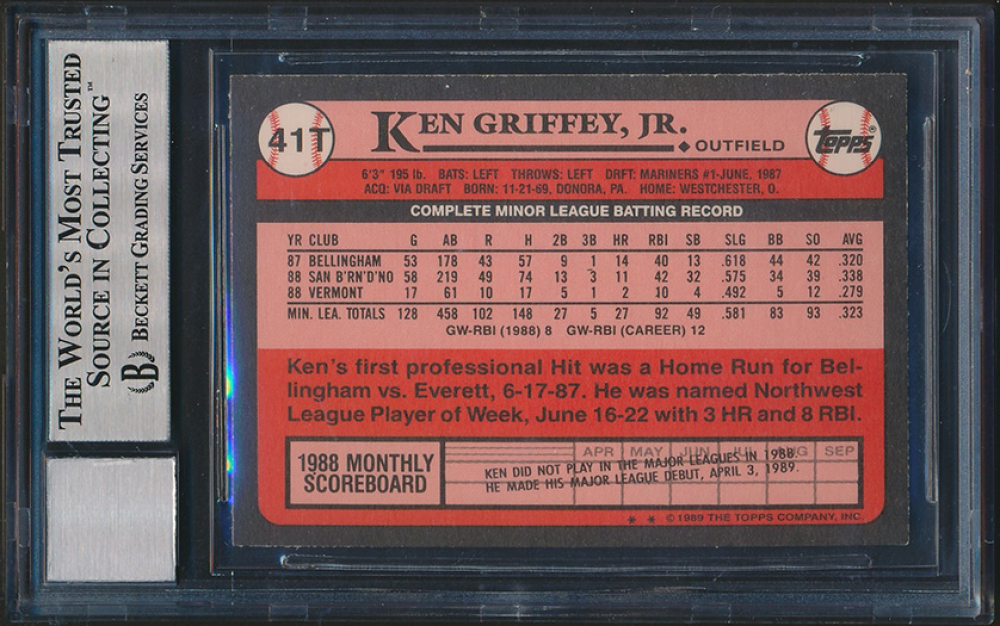 THE WORLD'S MOST TRUSTED
SOURCE IN COLLECTING™
BECKETT GRADING SERVICES
B
41T
KEN GRIFFEY, JR.
◆ OUTFIELD
TOPPS®
6'3" 195 lb. BATS: LEFT THROWS: LEFT DRFT: MARINERS #1-JUNE, 1987
ACQ: VIA DRAFT BORN: 11-21-69, DONORA, PA. HOME: WESTCHESTER, O.
COMPLETE MINOR LEAGUE BATTING RECORD
YR CLUB G AB R H 2B 3B HR RBI SB SLG BB SO AVG
87 BELLINGHAM 53 178 43 57 9 1 14 40 13 .618 44 42 .320
88 SAN B'RN'D'NO 58 219 49 74 13 3 11 42 32 .575 34 39 .338
88 VERMONT 17 61 10 17 5 1 2 10 4 .492 5 12 .279
MIN. LEA. TOTALS 128 458 102 148 27 5 27 92 49 .581 83 93 .323
GW-RBI (1988) 8 GW-RBI (CAREER) 12
Ken's first professional Hit was a Home Run for Bel-
lingham vs. Everett, 6-17-87. He was named Northwest
League Player of Week, June 16-22 with 3 HR and 8 RBI.
1988 MONTHLY
SCOREBOARD
APR MAY JUN JUL AUG SEP
KEN DID NOT PLAY IN THE MAJOR LEAGUES IN 1988.
HE MADE HIS MAJOR LEAGUE DEBUT, APRIL 3, 1989.
* * © 1989 THE TOPPS COMPANY, INC.